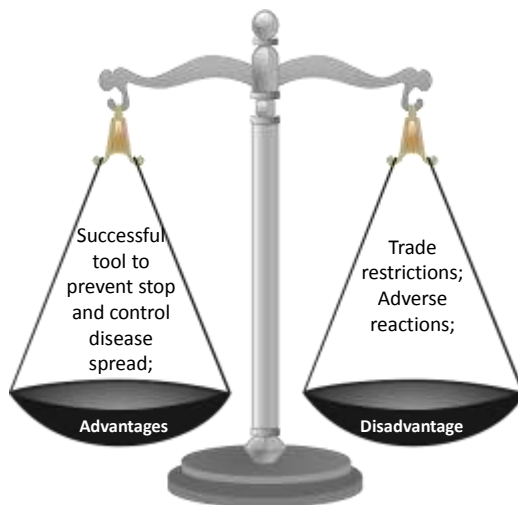 Successful
tool to
prevent stop
and control
disease
spread;
Advantages
Trade
restrictions;
Adverse
reactions;
Disadvantage